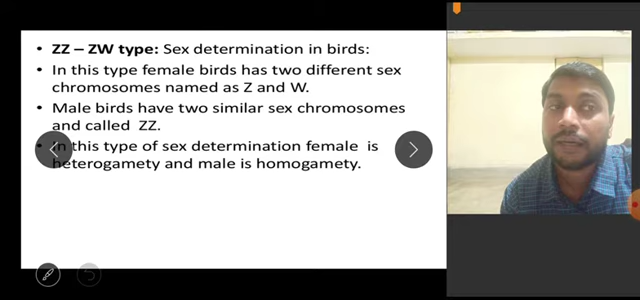 • ZZ – ZW type: Sex determination in birds:
• In this type female birds has two different sex
chromosomes named as Z and W.
• Male birds have two similar sex chromosomes
and called ZZ.
• In this type of sex determination female is
heterogamety and male is homogamety.